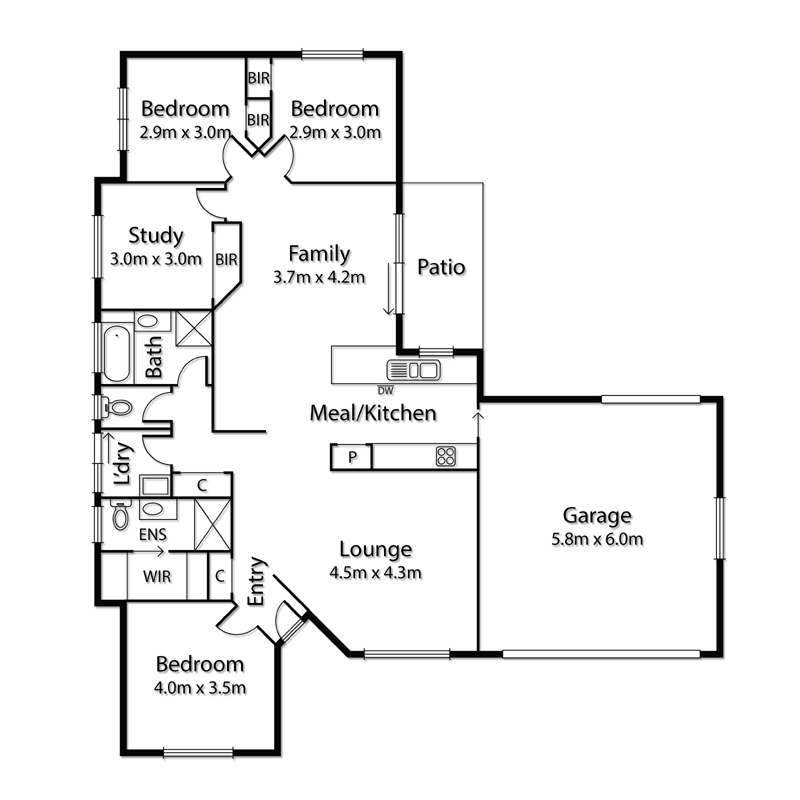 BIR
Bedroom
2.9m x 3.0m
BIR
Bedroom
2.9m x 3.0m
Study
3.0m x 3.0m
BIR
Family
3.7m x 4.2m
Patio
Bath
DW
Meal/Kitchen
L'dry
P
C
ENS
Garage
5.8m x 6.0m
Lounge
4.5m x 4.3m
WIR
C
Entry
Bedroom
4.0m x 3.5m